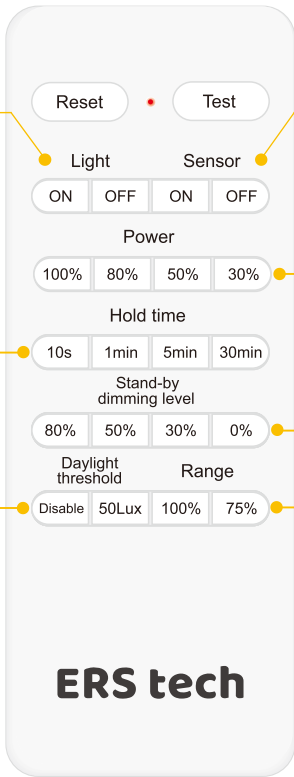 Reset Test
Light Sensor
ON OFF ON OFF
Power
100% 80% 50% 30%
Hold time
10s 1min 5min 30min
Stand-by
dimming level
80% 50% 30% 0%
Daylight
threshold
Range
Disable 50Lux 100% 75%
ERS tech